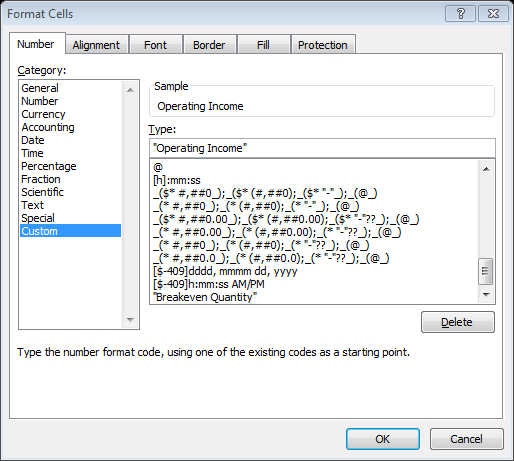 Format Cells
Number Alignment Font Border Fill Protection
Category:
General
Number
Currency
Accounting
Date
Time
Percentage
Fraction
Scientific
Text
Special
Custom
Sample
Operating Income
Type:
"Operating Income"
@
[h]:mm:ss
_($* #,##0_);_($* (#,##0);_($* "-"_);_(@_)
_(* #,##0_);_(* (#,##0);_(* "-"_);_(@_)
_($* #,##0.00_);_($* (#,##0.00);_($* "-"??_);_(@_)
_(* #,##0.00_);_(* (#,##0.00);_(* "-"??_);_(@_)
_(* #,##0_);_(* (#,##0);_(* "-"??_);_(@_)
_(* #,##0.0_);_(* (#,##0.0);_(* "-"??_);_(@_)
[$-409]dddd, mmmm dd, yyyy
[$-409]h:mm:ss AM/PM
"Breakeven Quantity"
Delete
Type the number format code, using one of the existing codes as a starting point.
OK Cancel